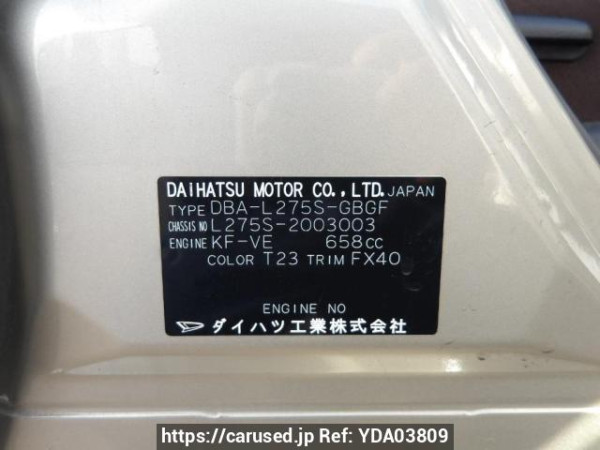 DAIHATSU MOTOR CO.,LTD. JAPAN
TYPE DBA-L275S-GBGF
CHASSIS NO L275S-2003003
ENGINE KF-VE 658CC
COLOR T23 TRIM FX40
ENGINE NO
ダイハツ工業株式会社
https://carused.jp Ref: YDA03809